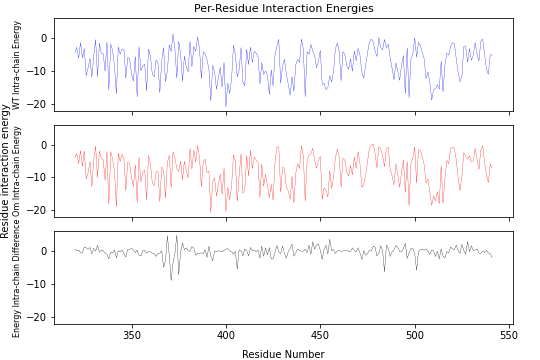 Per-Residue Interaction Energies
WT Intra-chain Energy
0
−10
−20
Residue interaction energy
Om Intra-chain Energy
0
−10
−20
Energy Intra-chain Difference
0
−10
−20
350
400
450
500
550
Residue Number